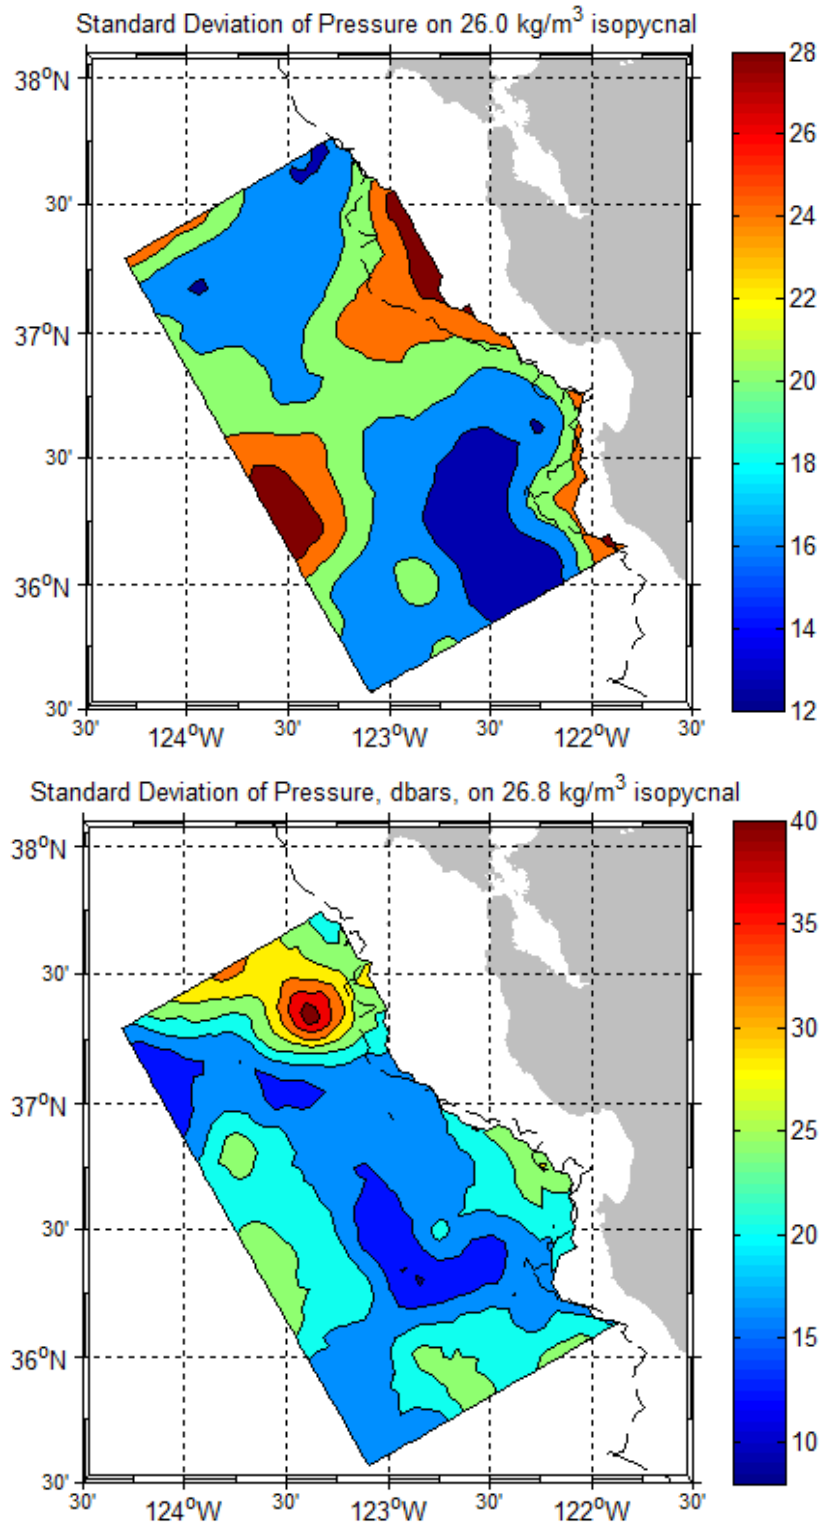 Standard Deviation of Pressure on 26.0 kg/m³ isopycnal
38°N
30'
37°N
30'
36°N
30'
30' 124°W 30' 123°W 30' 122°W 30'
28
26
24
22
20
18
16
14
12
Standard Deviation of Pressure, dbars, on 26.8 kg/m³ isopycnal
38°N
30'
37°N
30'
36°N
30'
30' 124°W 30' 123°W 30' 122°W 30'
40
35
30
25
20
15
10